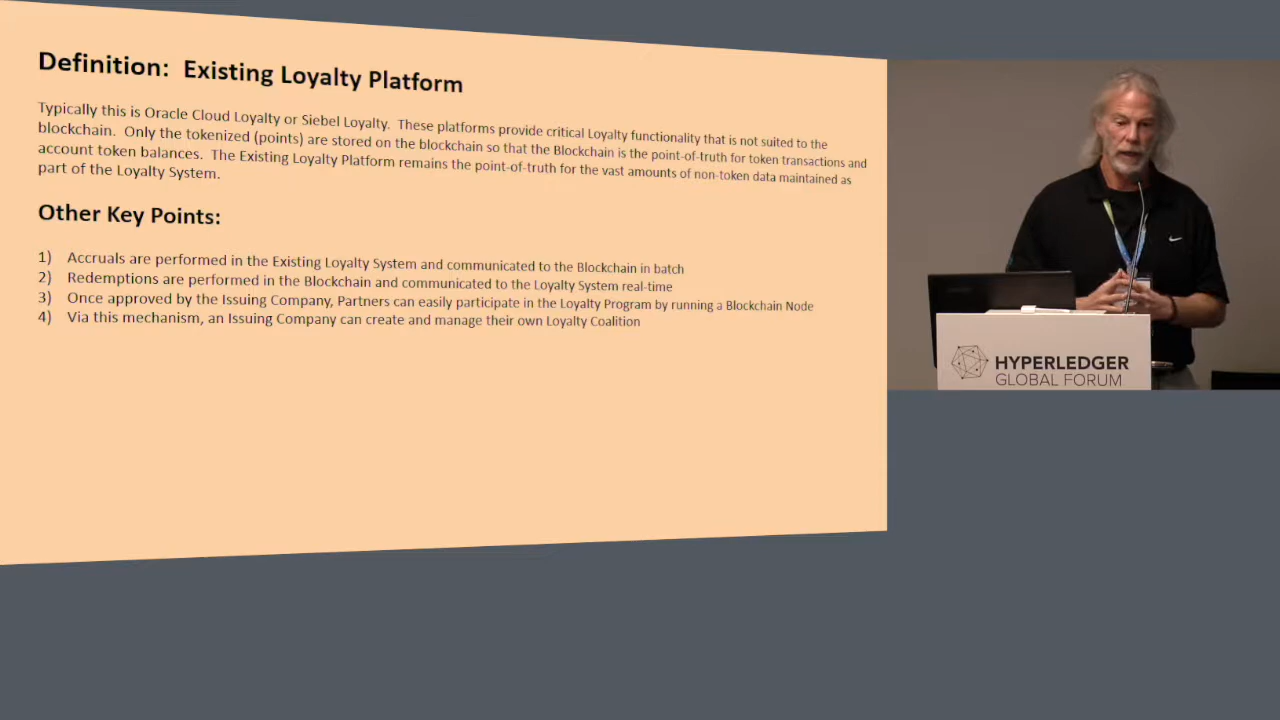 Definition:  Existing Loyalty Platform
Typically this is Oracle Cloud Loyalty or Siebel Loyalty.  These platforms provide critical Loyalty functionality that is not suited to the
blockchain.  Only the tokenized (points) are stored on the blockchain so that the Blockchain is the point-of-truth for token transactions and
account token balances.  The Existing Loyalty Platform remains the point-of-truth for the vast amounts of non-token data maintained as
part of the Loyalty System.
Other Key Points:
1)   Accruals are performed in the Existing Loyalty System and communicated to the Blockchain in batch
2)   Redemptions are performed in the Blockchain and communicated to the Loyalty System real-time
3)   Once approved by the Issuing Company, Partners can easily participate in the Loyalty Program by running a Blockchain Node
4)   Via this mechanism, an Issuing Company can create and manage their own Loyalty Coalition
HYPERLEDGER
GLOBAL FORUM